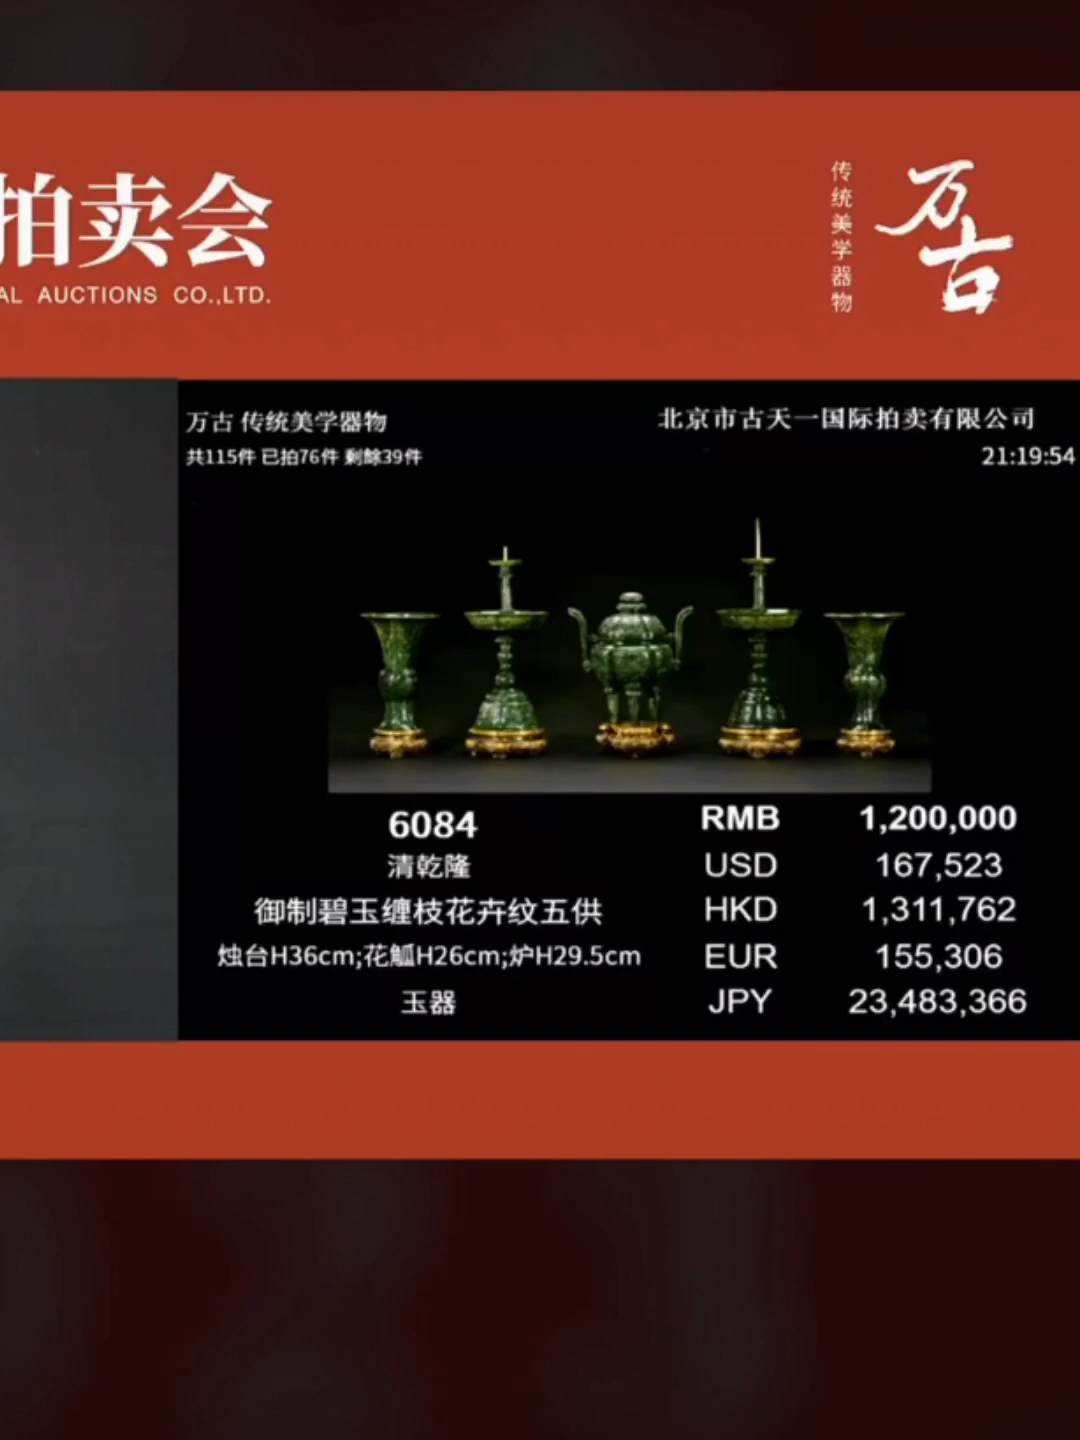 拍卖会
AL AUCTIONS CO.,LTD.
传统美学器物
万古
万古 传统美学器物
共115件 已拍76件 剩餘39件
北京市古天一国际拍卖有限公司
21:19:54
6084
清乾隆
御制碧玉缠枝花卉纹五供
烛台H36cm;花觚H26cm;炉H29.5cm
玉器
RMB 1,200,000
USD 167,523
HKD 1,311,762
EUR 155,306
JPY 23,483,366